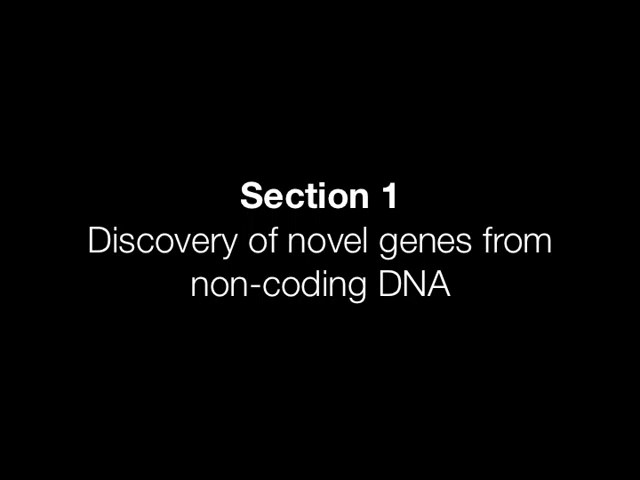 Section 1
Discovery of novel genes from
non-coding DNA